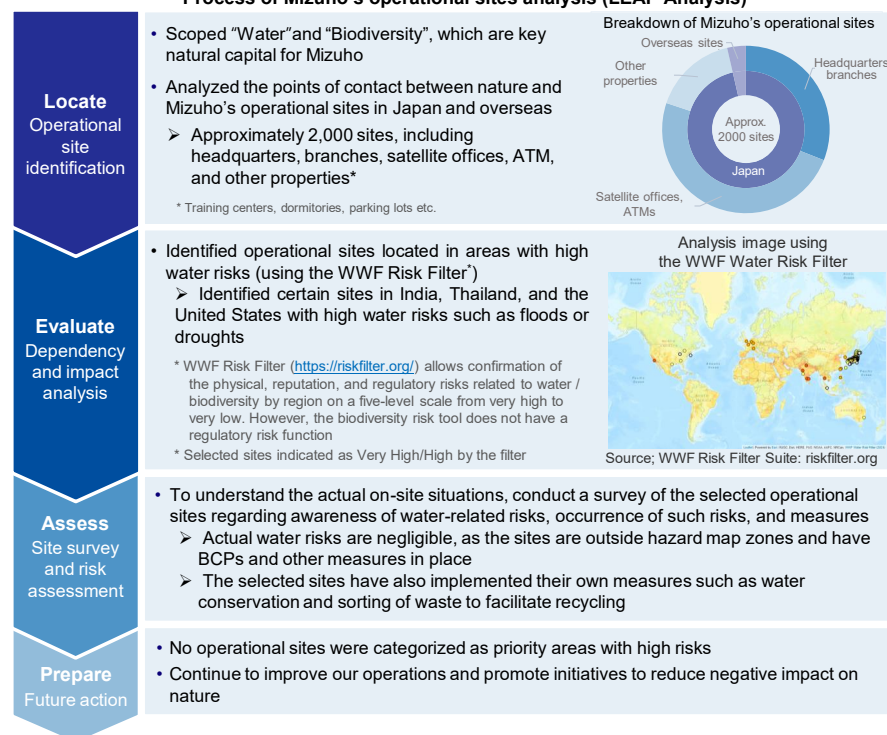 Process of Mizuho's operational sites analysis (LEAP Analysis)
Locate
Operational
site
identification
• Scoped “Water”and “Biodiversity”, which are key
natural capital for Mizuho
• Analyzed the points of contact between nature and
Mizuho’s operational sites in Japan and overseas
➢ Approximately 2,000 sites, including
headquarters, branches, satellite offices, ATM,
and other properties*
* Training centers, dormitories, parking lots etc.
Breakdown of Mizuho’s operational sites
Overseas sites
Other
properties
Headquarters
branches
Approx.
2000 sites
Japan
Satellite offices,
ATMs
Evaluate
Dependency
and impact
analysis
• Identified operational sites located in areas with high
water risks (using the WWF Risk Filter*)
➢ Identified certain sites in India, Thailand, and the
United States with high water risks such as floods or
droughts
* WWF Risk Filter (https://riskfilter.org/) allows confirmation of
the physical, reputation, and regulatory risks related to water /
biodiversity by region on a five-level scale from very high to
very low. However, the biodiversity risk tool does not have a
regulatory risk function
* Selected sites indicated as Very High/High by the filter
Analysis image using
the WWF Water Risk Filter
Source; WWF Risk Filter Suite: riskfilter.org
Assess
Site survey
and risk
assessment
• To understand the actual on-site situations, conduct a survey of the selected operational
sites regarding awareness of water-related risks, occurrence of such risks, and measures
➢ Actual water risks are negligible, as the sites are outside hazard map zones and have
BCPs and other measures in place
➢ The selected sites have also implemented their own measures such as water
conservation and sorting of waste to facilitate recycling
Prepare
Future action
• No operational sites were categorized as priority areas with high risks
• Continue to improve our operations and promote initiatives to reduce negative impact on
nature